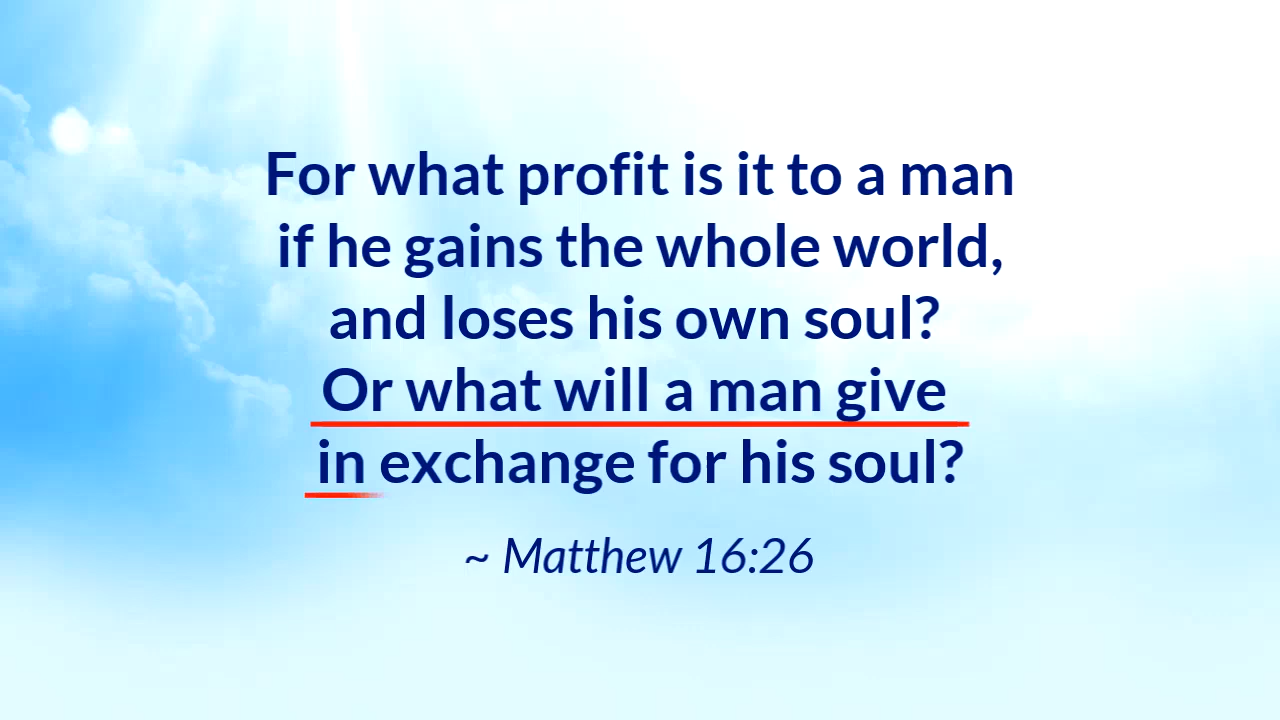 For what profit is it to a man
if he gains the whole world,
and loses his own soul?
Or what will a man give
in exchange for his soul?
~ Matthew 16:26